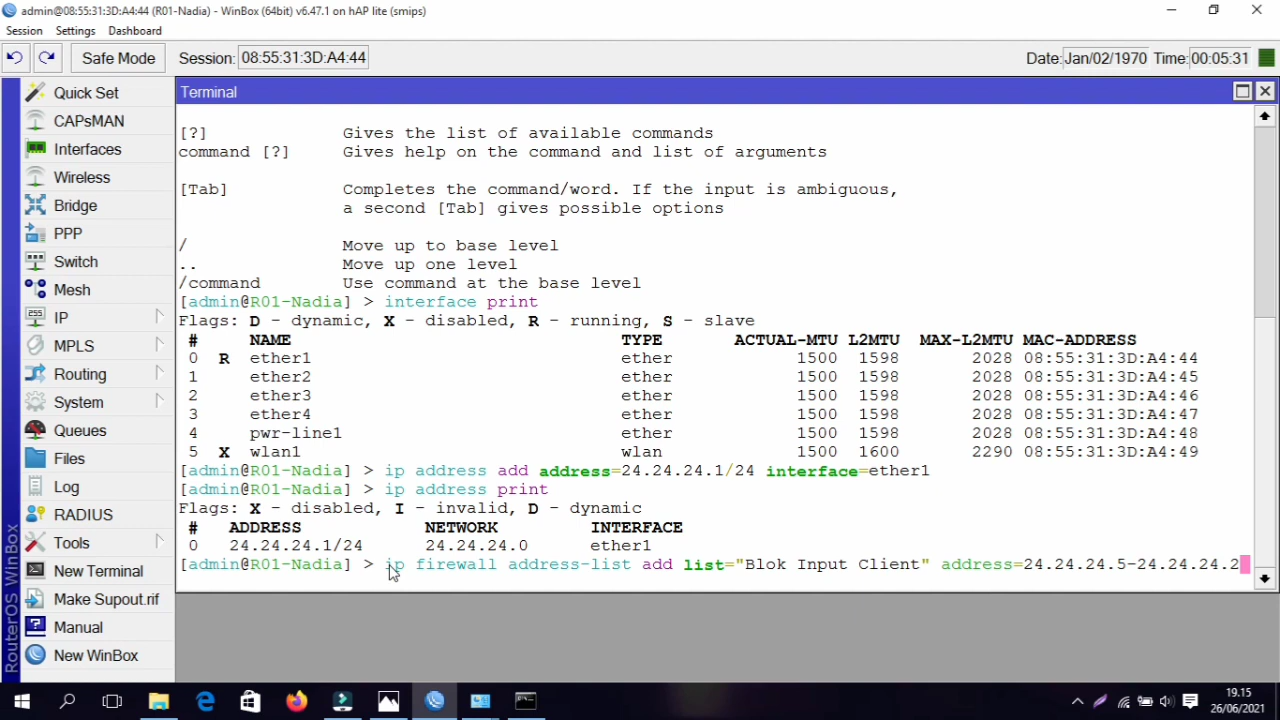 admin@08:55:31:3D:A4:44 (R01-Nadia) - WinBox (64bit) v6.47.1 on hAP lite (smips)
Session Settings Dashboard
Safe Mode Session: 08:55:31:3D:A4:44 Date: Jan/02/1970 Time: 00:05:31
Quick Set
CAPsMAN
Interfaces
Wireless
Bridge
PPP
Switch
Mesh
IP
MPLS
Routing
System
Queues
Files
Log
RADIUS
Tools
New Terminal
Make Supout.rif
Manual
New WinBox
RouterOS WinBox
Terminal
[?] Gives the list of available commands
command [?] Gives help on the command and list of arguments
[Tab] Completes the command/word. If the input is ambiguous,
a second [Tab] gives possible options
/ Move up to base level
.. Move up one level
/command Use command at the base level
[admin@R01-Nadia] > interface print
Flags: D - dynamic, X - disabled, R - running, S - slave
# NAME TYPE ACTUAL-MTU L2MTU MAX-L2MTU MAC-ADDRESS
0 R ether1 ether 1500 1598 2028 08:55:31:3D:A4:44
1 ether2 ether 1500 1598 2028 08:55:31:3D:A4:45
2 ether3 ether 1500 1598 2028 08:55:31:3D:A4:46
3 ether4 ether 1500 1598 2028 08:55:31:3D:A4:47
4 pwr-line1 ether 1500 1598 2028 08:55:31:3D:A4:48
5 X wlan1 wlan 1500 1600 2290 08:55:31:3D:A4:49
[admin@R01-Nadia] > ip address add address=24.24.24.1/24 interface=ether1
[admin@R01-Nadia] > ip address print
Flags: X - disabled, I - invalid, D - dynamic
# ADDRESS NETWORK INTERFACE
0 24.24.24.1/24 24.24.24.0 ether1
[admin@R01-Nadia] > ip firewall address-list add list="Blok Input Client" address=24.24.24.5-24.24.24.2
19.15
26/06/2021